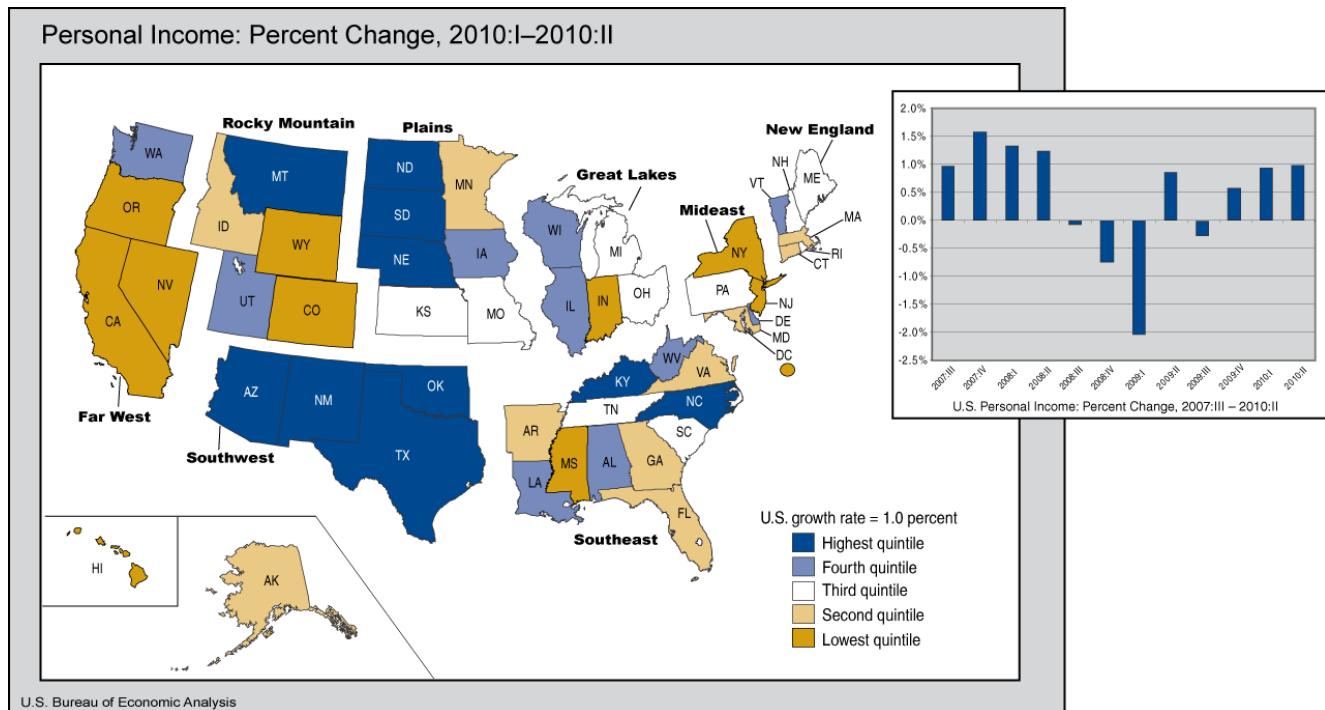 Personal Income: Percent Change, 2010:I–2010:II
Rocky Mountain
Plains
New England
Great Lakes
Mideast
Far West
Southwest
Southeast
WA
OR
CA
NV
ID
MT
WY
UT
CO
AZ
NM
OK
TX
ND
SD
NE
KS
MN
IA
MO
WI
IL
MI
IN
OH
NY
PA
NJ
DE
MD
DC
VT
NH
ME
MA
RI
CT
WV
VA
KY
NC
TN
SC
AR
LA
MS
AL
GA
FL
HI
AK
U.S. growth rate = 1.0 percent
Highest quintile
Fourth quintile
Third quintile
Second quintile
Lowest quintile
U.S. Bureau of Economic Analysis
2.0%
1.5%
1.0%
0.5%
0.0%
-0.5%
-1.0%
-1.5%
-2.0%
-2.5%
2007:III
2007:IV
2008:I
2008:II
2008:III
2008:IV
2009:I
2009:II
2009:III
2009:IV
2010:I
2010:II
U.S. Personal Income: Percent Change, 2007:III – 2010:II